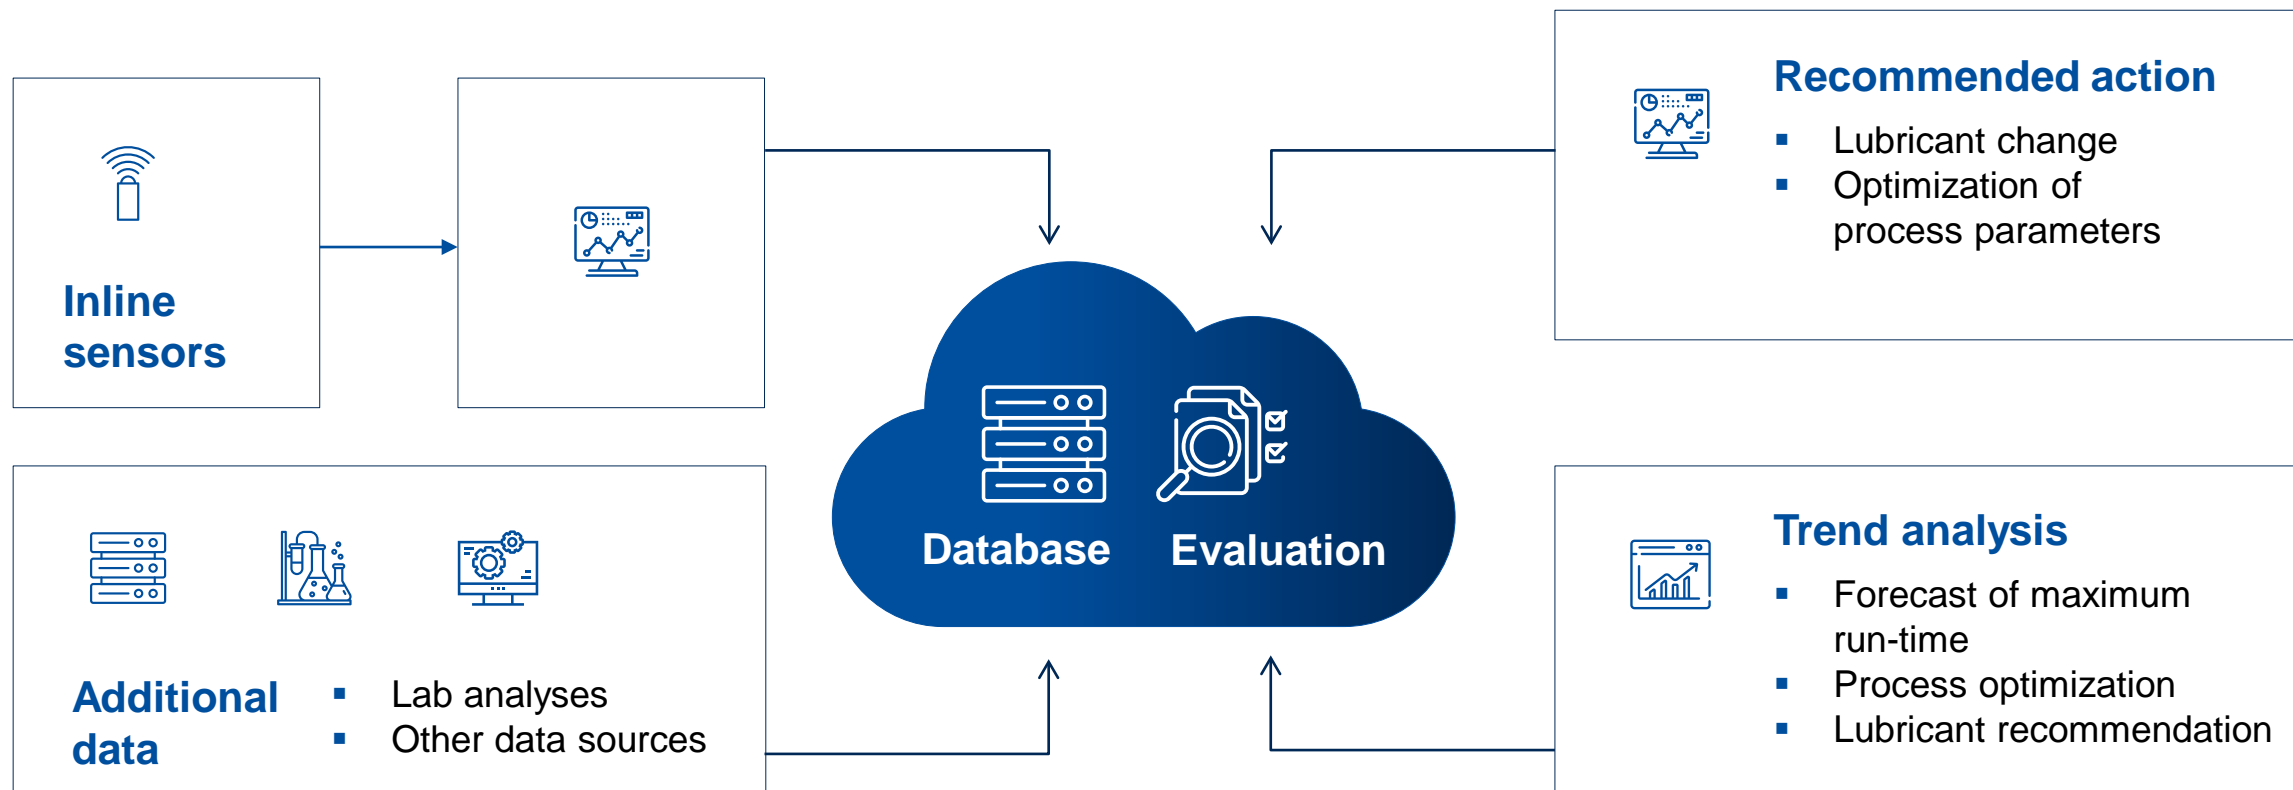 Inline
sensors
Additional
data
▪ Lab analyses
▪ Other data sources
Database
Evaluation
Recommended action
▪ Lubricant change
▪ Optimization of
process parameters
Trend analysis
▪ Forecast of maximum
run-time
▪ Process optimization
▪ Lubricant recommendation